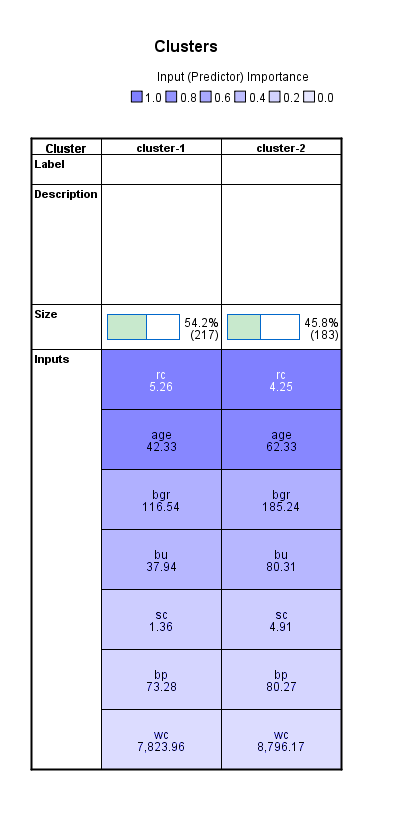 Clusters
Input (Predictor) Importance
1.0 0.8 0.6 0.4 0.2 0.0
Cluster cluster-1 cluster-2
Label
Description
Size 54.2% (217) 45.8% (183)
Inputs
rc rc
5.26 4.25
age age
42.33 62.33
bgr bgr
116.54 185.24
bu bu
37.94 80.31
sc sc
1.36 4.91
bp bp
73.28 80.27
wc wc
7,823.96 8,796.17